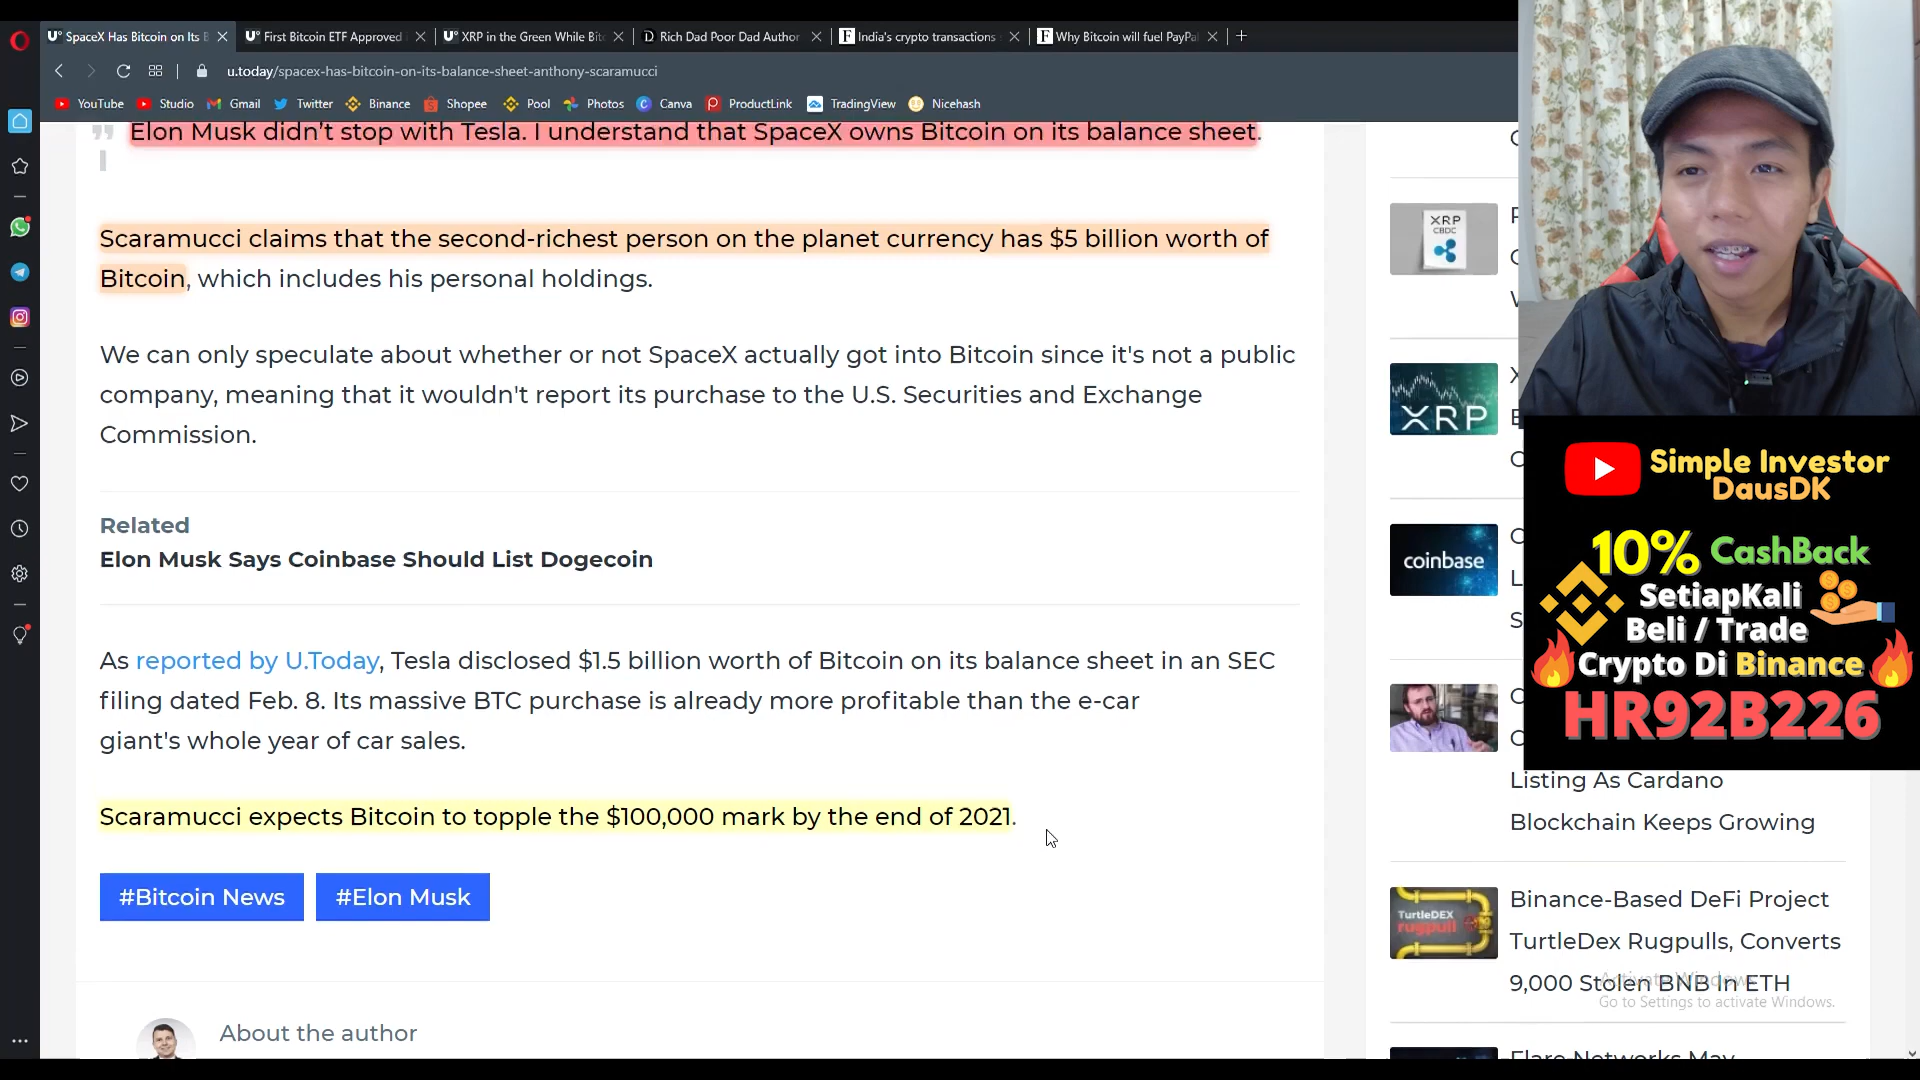 SpaceX Has Bitcoin on Its B
First Bitcoin ETF Approved
XRP in the Green While Bitc
Rich Dad Poor Dad Author
India's crypto transactions
Why Bitcoin will fuel PayPa
u.today/spacex-has-bitcoin-on-its-balance-sheet-anthony-scaramucci
YouTube
Studio
Gmail
Twitter
Binance
Shopee
Pool
Photos
Canva
ProductLink
TradingView
Nicehash
Elon Musk didn't stop with Tesla. I understand that SpaceX owns Bitcoin on its balance sheet.
Scaramucci claims that the second-richest person on the planet currency has $5 billion worth of
Bitcoin, which includes his personal holdings.
We can only speculate about whether or not SpaceX actually got into Bitcoin since it's not a public
company, meaning that it wouldn't report its purchase to the U.S. Securities and Exchange
Commission.
Related
Elon Musk Says Coinbase Should List Dogecoin
As reported by U.Today, Tesla disclosed $1.5 billion worth of Bitcoin on its balance sheet in an SEC
filing dated Feb. 8. Its massive BTC purchase is already more profitable than the e-car
giant's whole year of car sales.
Scaramucci expects Bitcoin to topple the $100,000 mark by the end of 2021.
#Bitcoin News
#Elon Musk
About the author
XRP
CBDC
XRP
coinbase
Listing As Cardano
Blockchain Keeps Growing
TurtleDEX
rugpull
Binance-Based DeFi Project
TurtleDex Rugpulls, Converts
9,000 Stolen BNB In ETH
Flare Networks May
Simple Investor
DausDK
10% CashBack
SetiapKali
Beli / Trade
Crypto Di Binance
HR92B226
Activate Windows
Go to Settings to activate Windows.